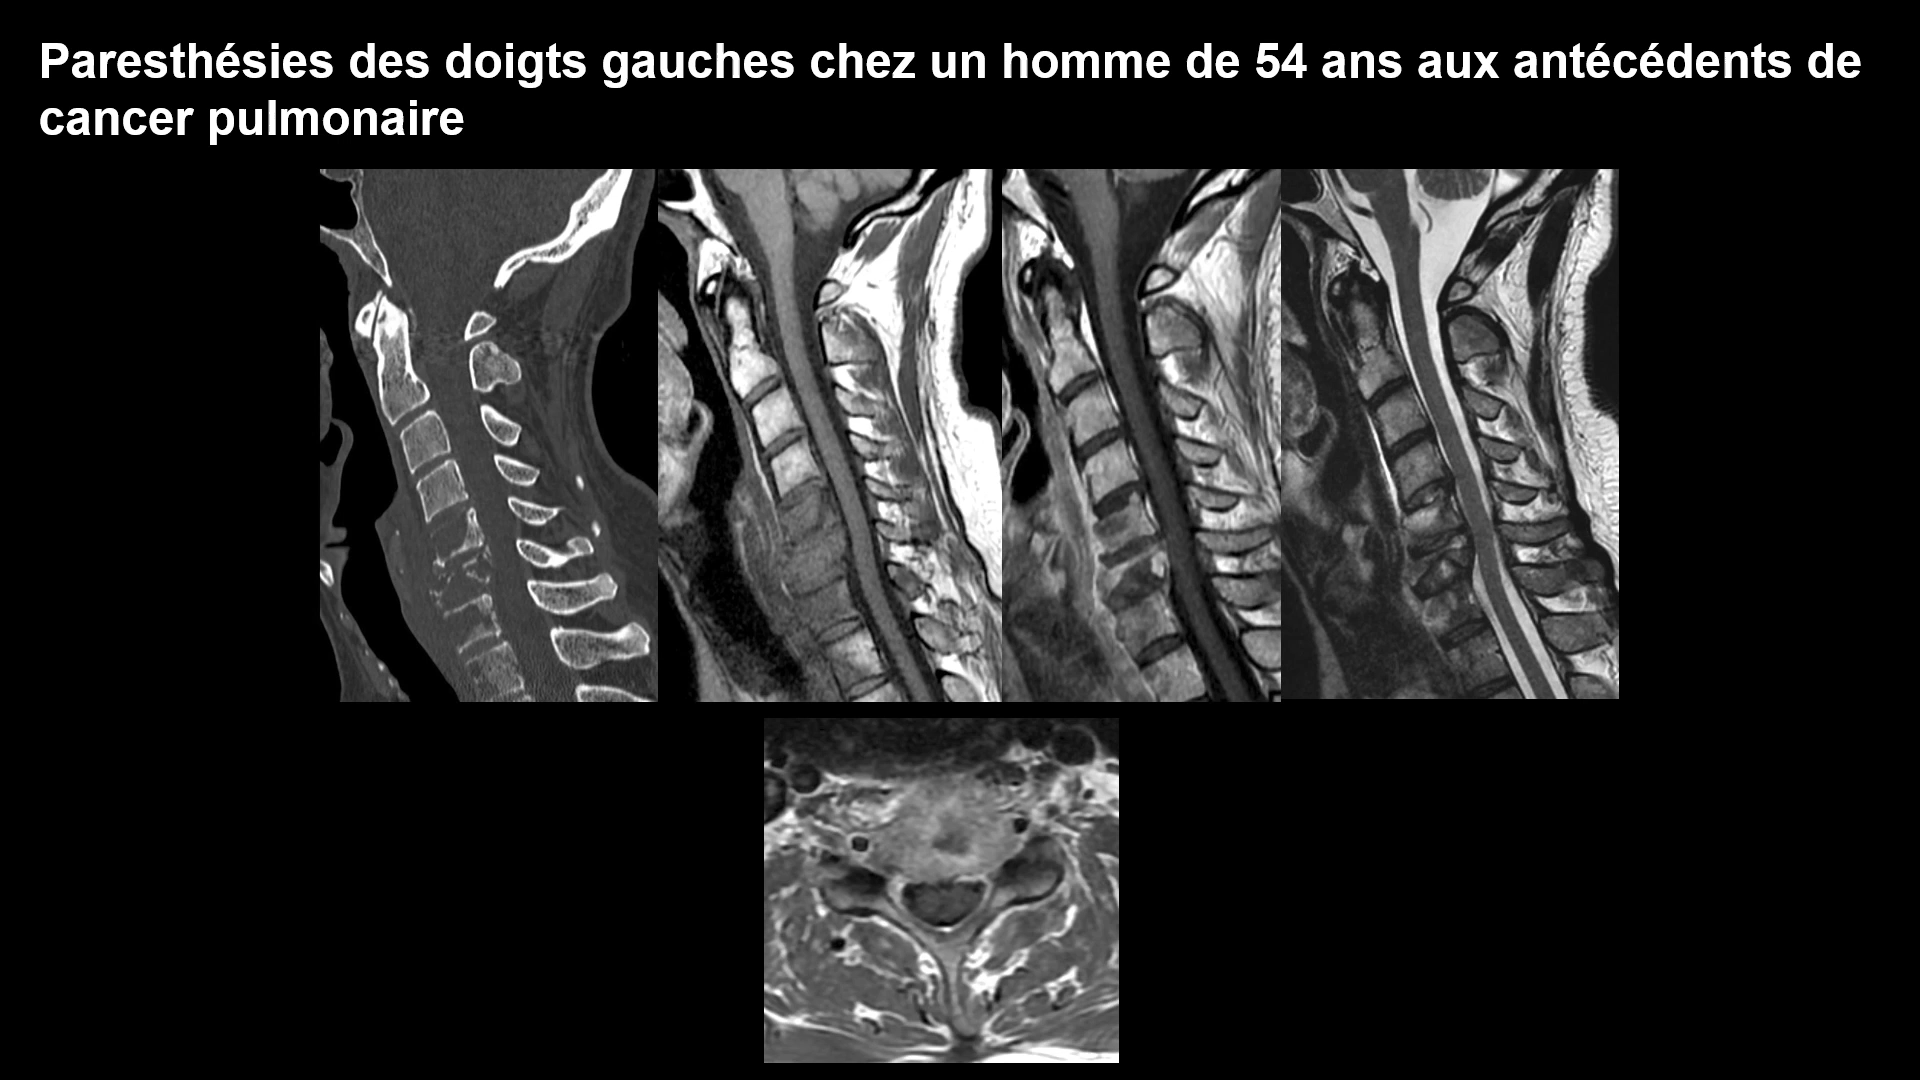 Paresthésies des doigts gauches chez un homme de 54 ans aux antécédents de
cancer pulmonaire